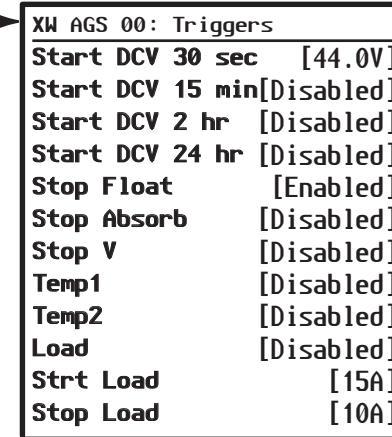 XW AGS 00: Triggers
Start DCV 30 sec [44.0V]
Start DCV 15 min[Disabled]
Start DCV 2 hr [Disabled]
Start DCV 24 hr [Disabled]
Stop Float [Enabled]
Stop Absorb [Disabled]
Stop V [Disabled]
Temp1 [Disabled]
Temp2 [Disabled]
Load [Disabled]
Strt Load [15A]
Stop Load [10A]